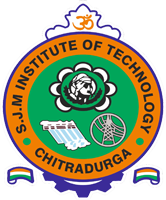 ॐ
S.J.M INSTITUTE OF TECHNOLOGY
CHITRADURGA